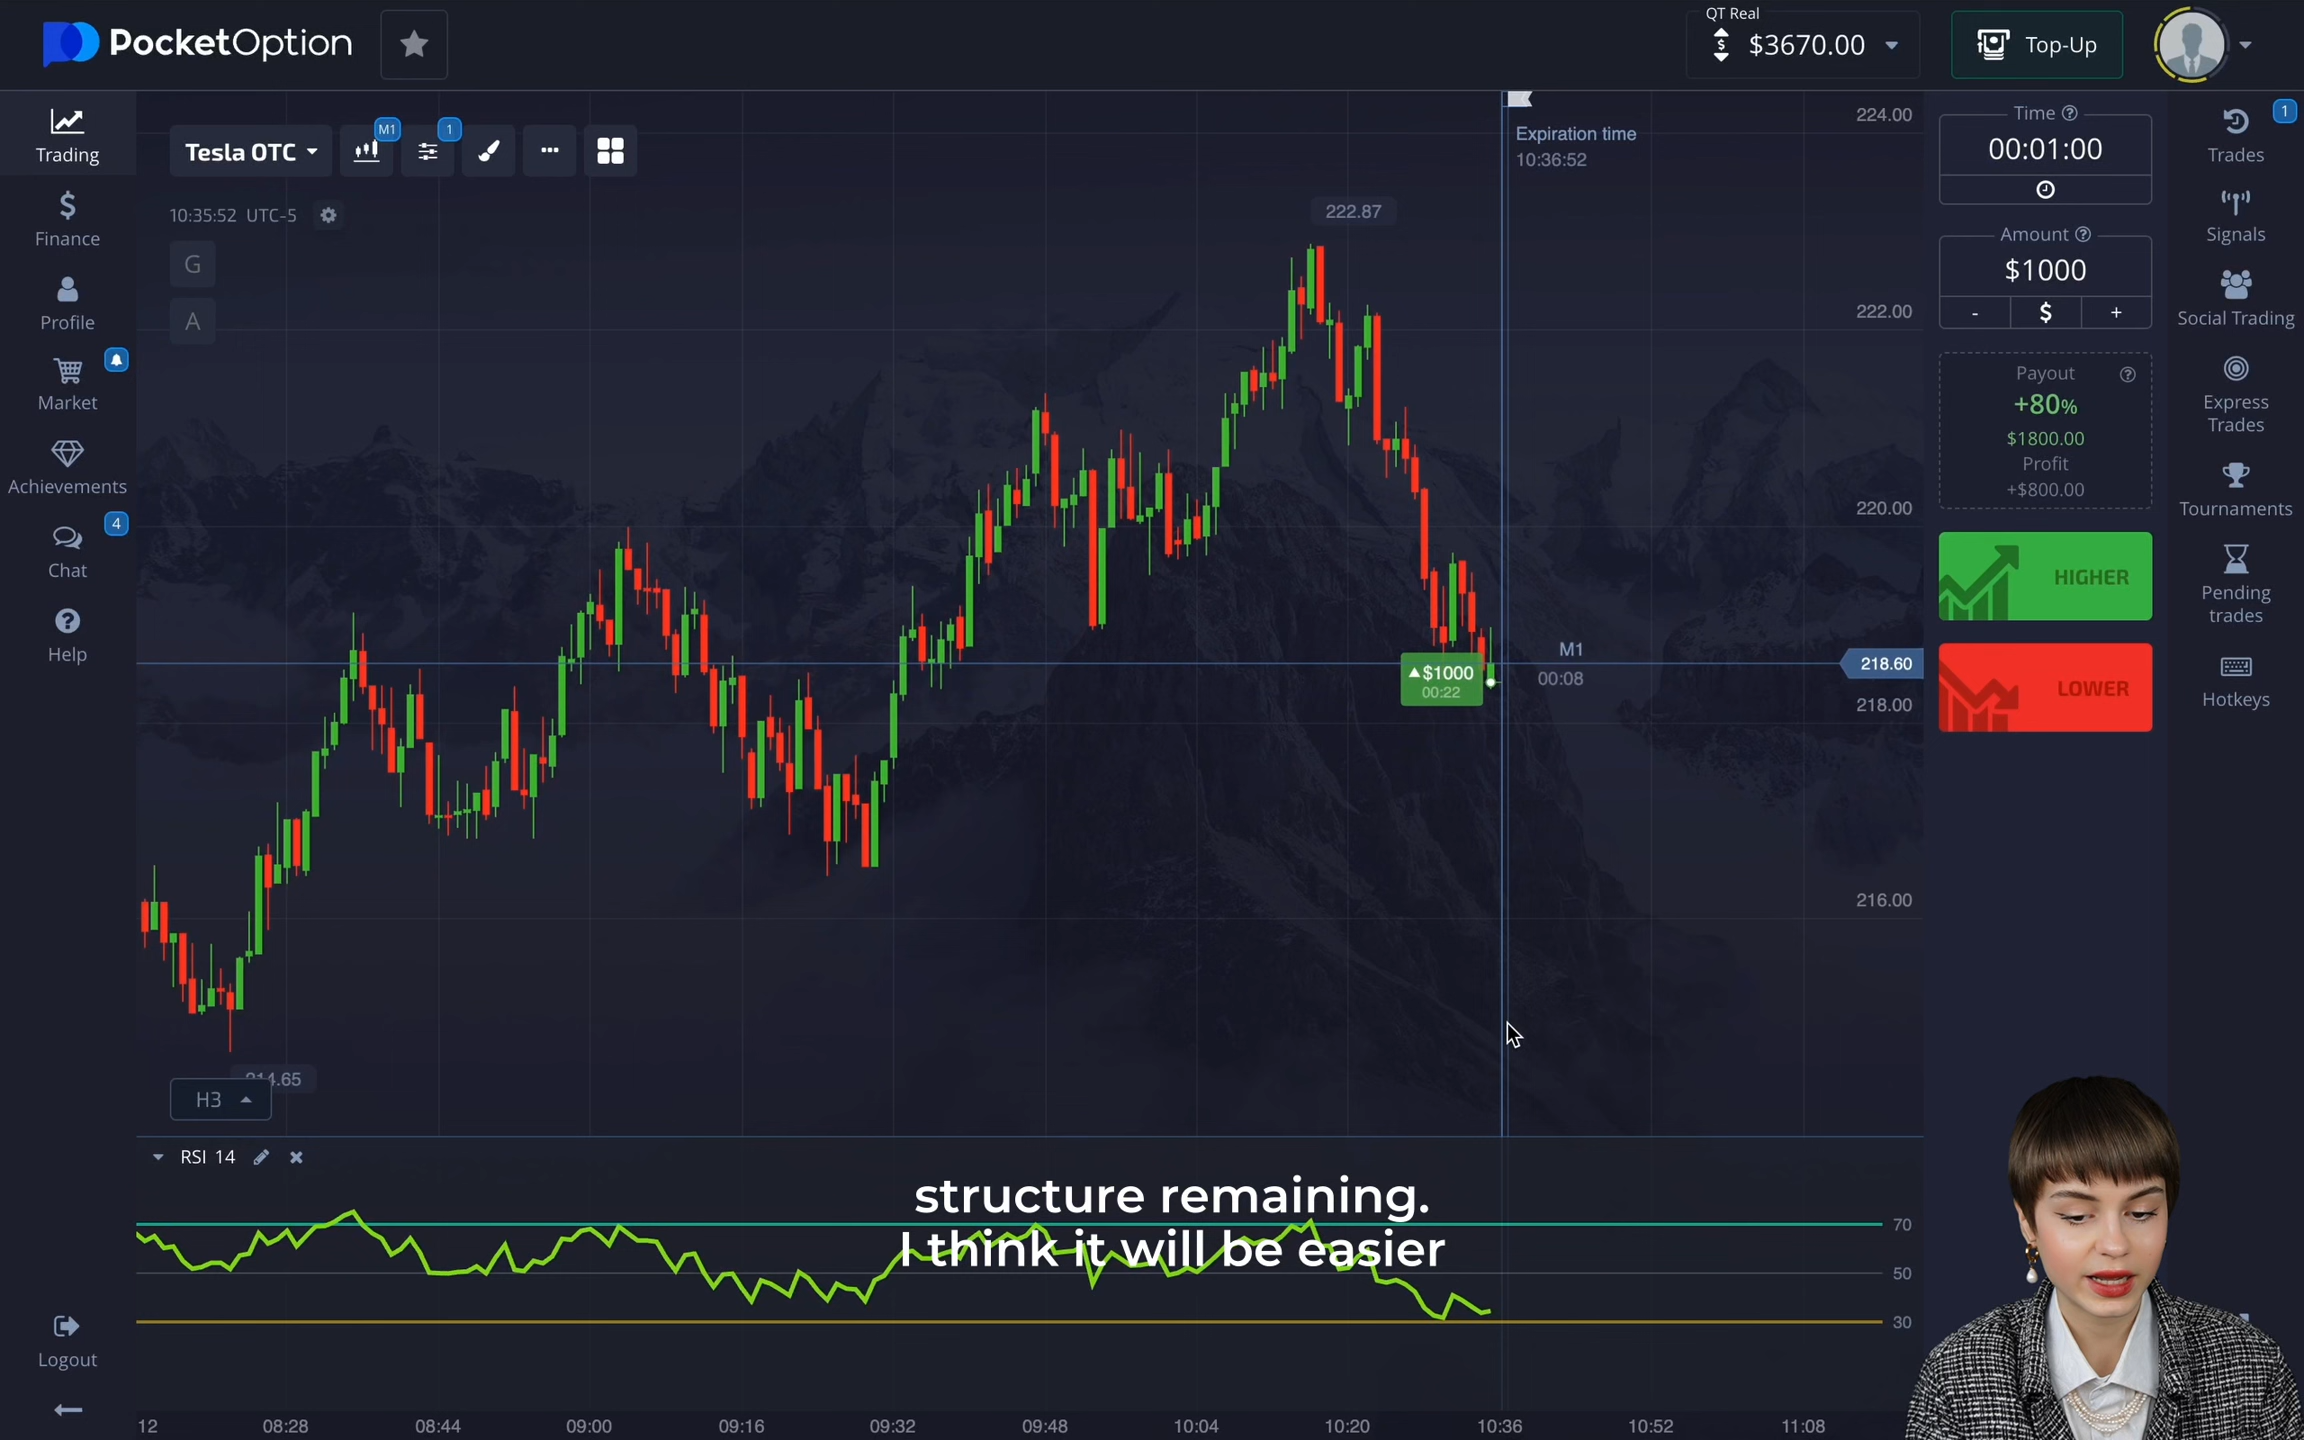 PocketOption
QT Real
$3670.00
Top-Up
Trading
Finance
Profile
Market
Achievements
4
Chat
Help
Logout
Tesla OTC
M1
1
10:35:52 UTC-5
G
A
Expiration time
10:36:52
222.87
224.00
222.00
220.00
218.60
218.00
216.00
M1
00:08
$1000
00:22
H3
RSI 14
structure remaining.
I think it will be easier
70
50
30
12 08:28 08:44 09:00 09:16 09:32 09:48 10:04 10:20 10:36 10:52 11:08
Time
00:01:00
Amount
$1000
- $ +
Payout
+80%
$1800.00
Profit
+$800.00
HIGHER
LOWER
1
Trades
Signals
Social Trading
Express
Trades
Tournaments
Pending
trades
Hotkeys